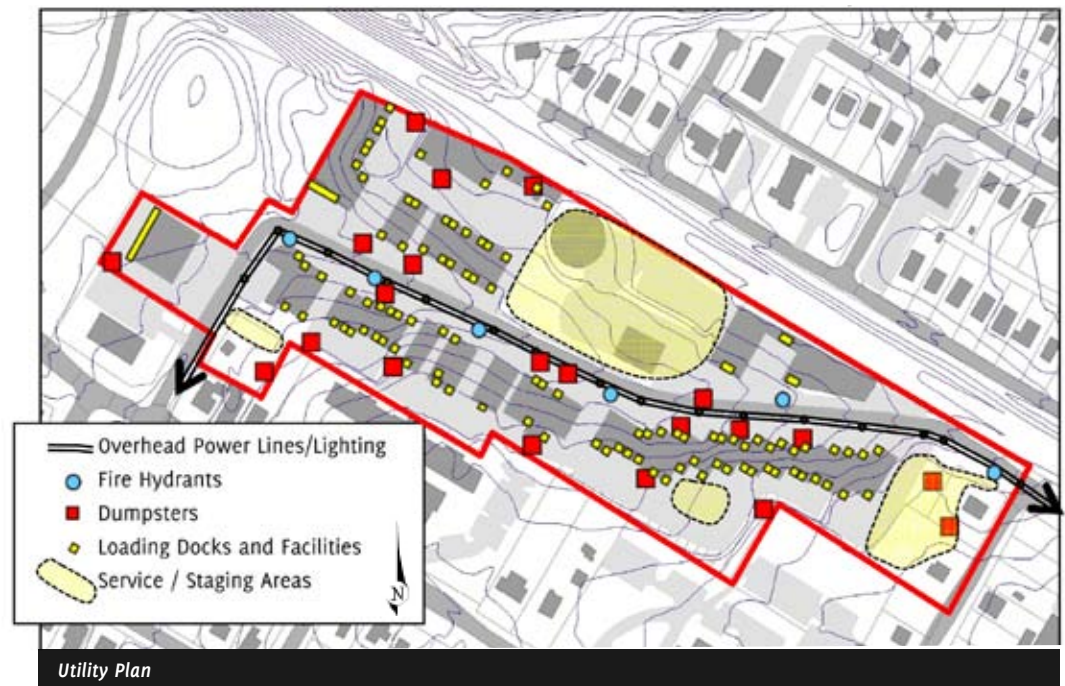 Overhead Power Lines/Lighting
Fire Hydrants
Dumpsters
Loading Docks and Facilities
Service / Staging Areas
N
Utility Plan